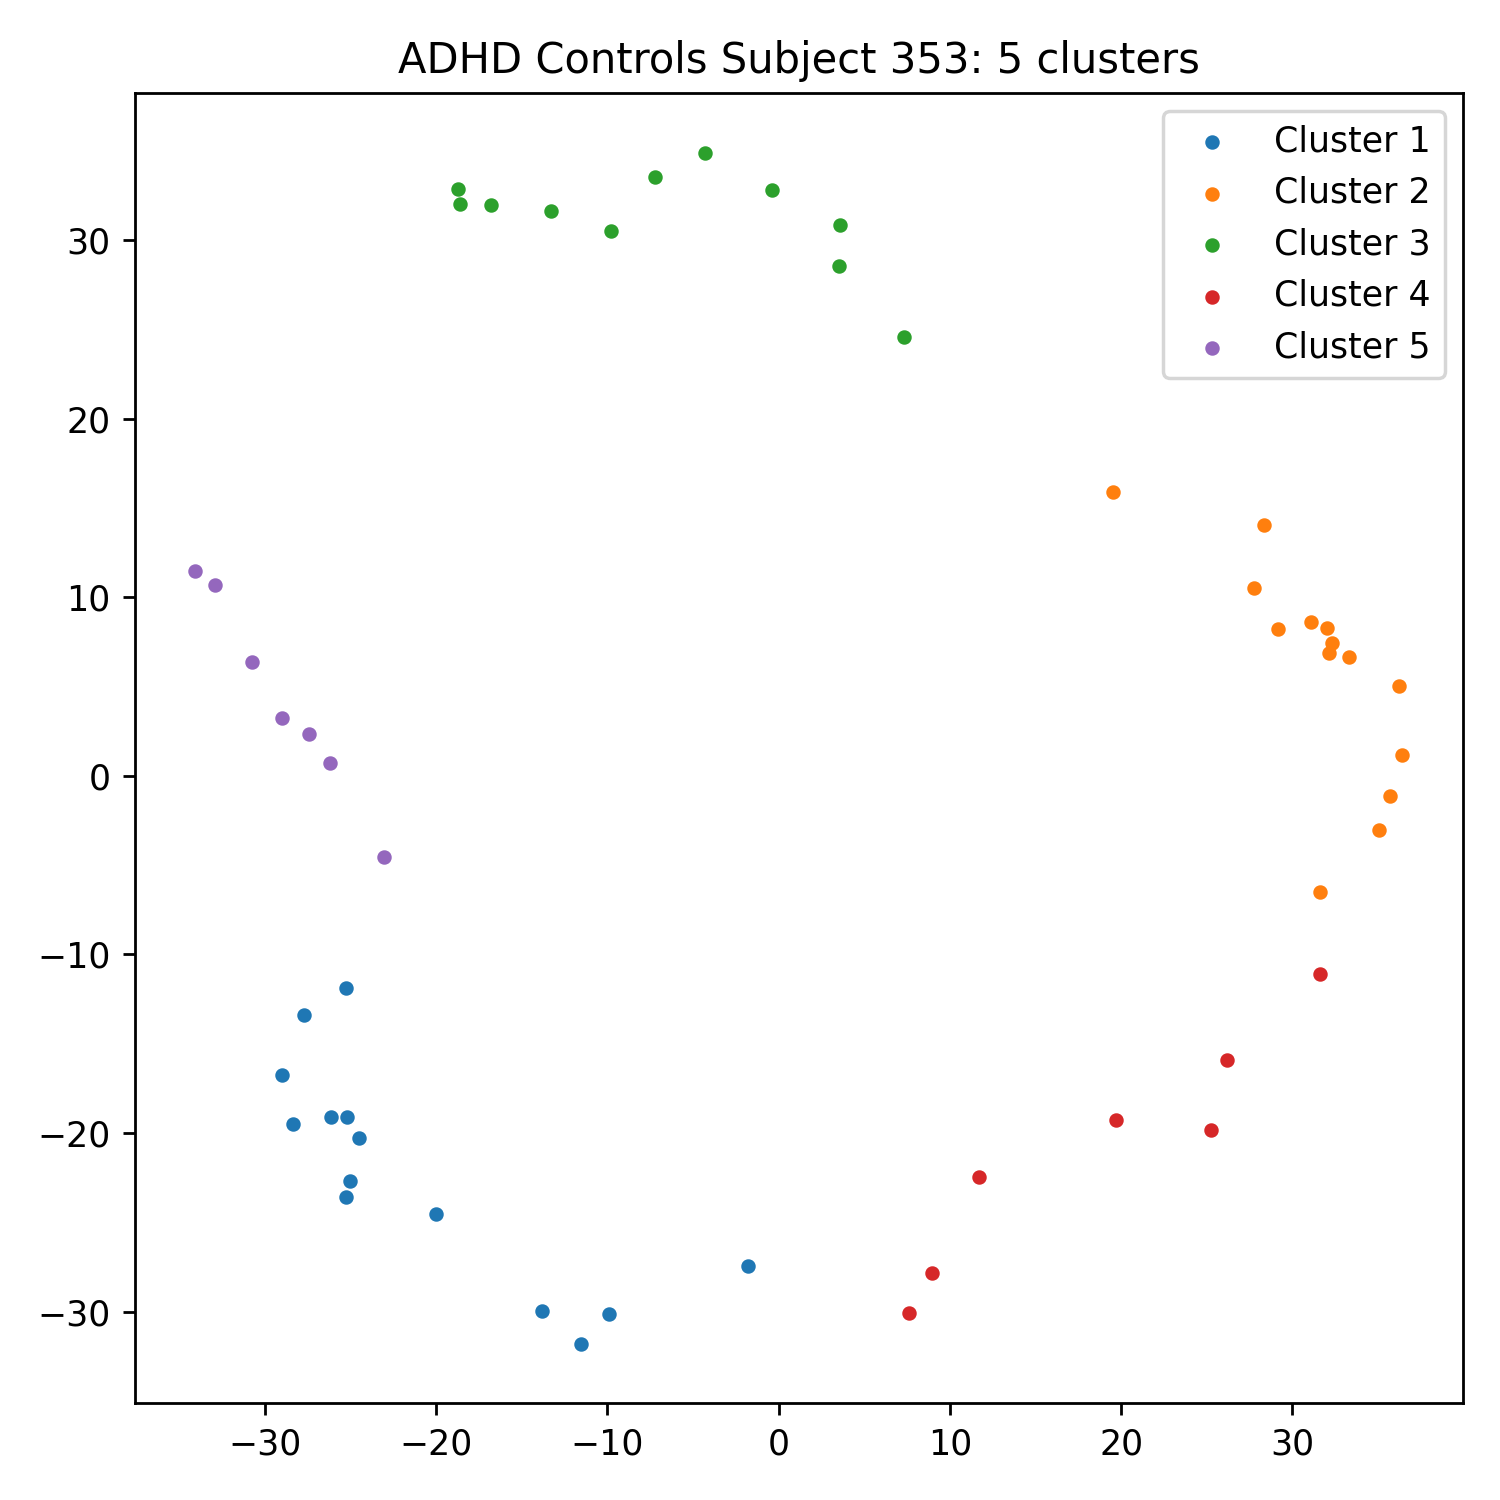 ADHD Controls Subject 353: 5 clusters
Cluster 1
Cluster 2
Cluster 3
Cluster 4
Cluster 5
30
20
10
0
−10
−20
−30
−30 −20 −10 0 10 20 30